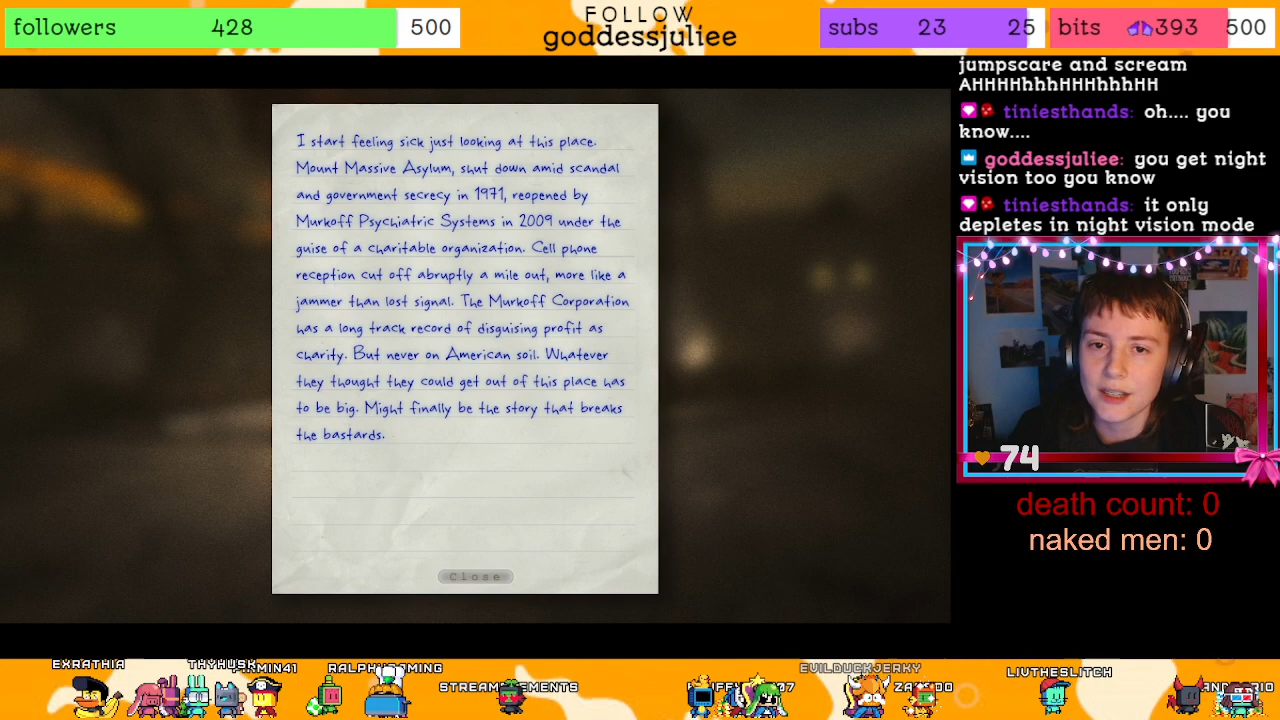 followers 428 500
FOLLOW
goddessjuliee
subs 23 25
bits 393 500
jumpscare and scream
AHHHHhhhHHHhhhHH
tiniesthands: oh.... you
know....
goddessjuliee: you get night
vision too you know
tiniesthands: it only
depletes in night vision mode
I start feeling sick just looking at this place.
Mount Massive Asylum, shut down amid scandal
and government secrecy in 1971, reopened by
Murkoff Psychiatric Systems in 2009 under the
guise of a charitable organization. Cell phone
reception cut off abruptly a mile out, more like a
jammer than lost signal. The Murkoff Corporation
has a long track record of disguising profit as
charity. But never on American soil. Whatever
they thought they could get out of this place has
to be big. Might finally be the story that breaks
the bastards.
Close
74
death count: 0
naked men: 0
EXRATHIA
THYHUSK
RALPHY
STREAM
EVILDUCKJERKY
LIVTHESLITCH